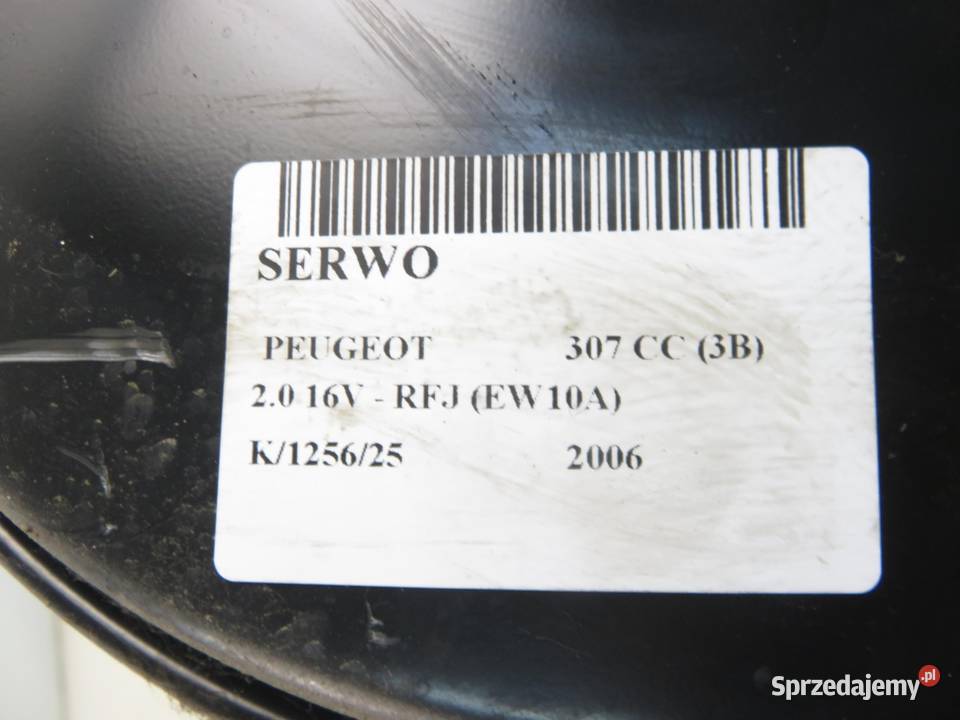 SERWO
PEUGEOT 307 CC (3B)
2.0 16V - RFJ (EW10A)
K/1256/25 2006
Sprzedajemy.pl